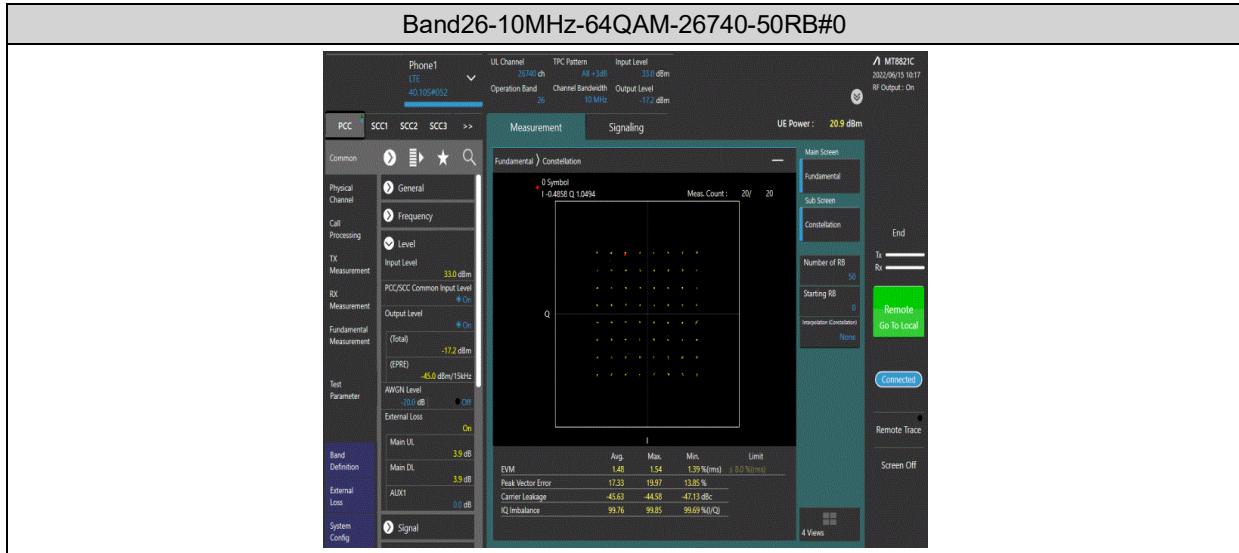 Band26-10MHz-64QAM-26740-50RB#0
Phone1
LTE
40.10S#052
UL Channel TPC Pattern Input Level
26740 ch All +3dB 33.0 dBm
Operation Band Channel Bandwidth Output Level
26 10 MHz -17.2 dBm
MT8821C
2022/06/15 10:17
RF Output : On
PCC SCC1 SCC2 SCC3 >>
Measurement Signaling
UE Power : 20.9 dBm
Common
Physical
Channel
Call
Processing
TX
Measurement
RX
Measurement
Fundamental
Measurement
Test
Parameter
Band
Definition
External
Loss
System
Config
General
Frequency
Level
Input Level
33.0 dBm
PCC/SCC Common Input Level
On
Output Level
On
(Total)
-17.2 dBm
(EPRE)
-45.0 dBm/15kHz
AWGN Level
-20.0 dB Off
External Loss
On
Main UL
3.9 dB
Main DL
3.9 dB
AUX1
0.0 dB
Signal
Fundamental 〉 Constellation
0 Symbol
I -0.4858 Q 1.0494 Meas. Count : 20/ 20
Q
I
Avg. Max. Min. Limit
EVM 1.48 1.54 1.39 %(rms) ≤ 8.0 %(rms)
Peak Vector Error 17.33 19.97 13.85 %
Carrier Leakage -45.63 -44.58 -47.13 dBc
IQ Imbalance 99.76 99.85 99.69 %(I/Q)
Main Screen
Fundamental
Sub Screen
Constellation
Number of RB
50
Starting RB
0
Interpolation (Constellation)
None
4 Views
End
Tx
Rx
Remote
Go To Local
Connected
Remote Trace
Screen Off